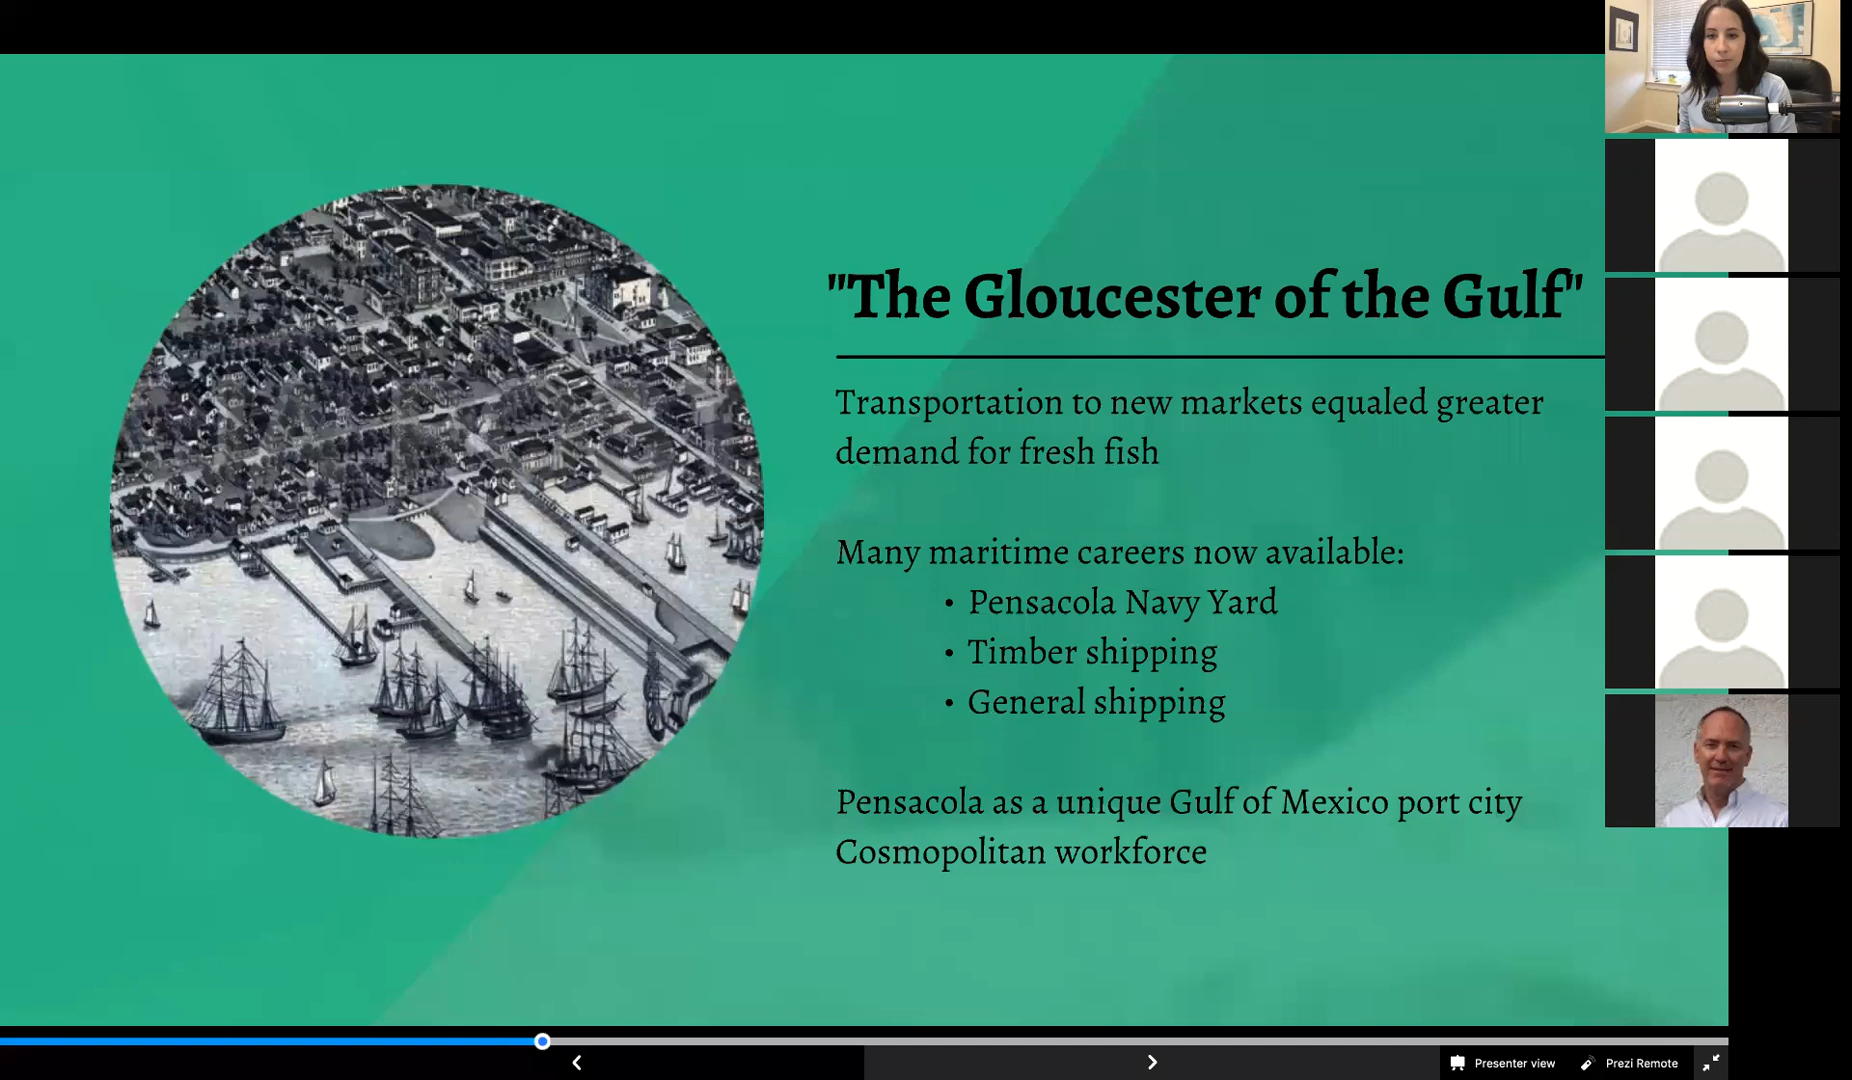 "The Gloucester of the Gulf"
Transportation to new markets equaled greater
demand for fresh fish
Many maritime careers now available:
• Pensacola Navy Yard
• Timber shipping
• General shipping
Pensacola as a unique Gulf of Mexico port city
Cosmopolitan workforce
Presenter view
Prezi Remote